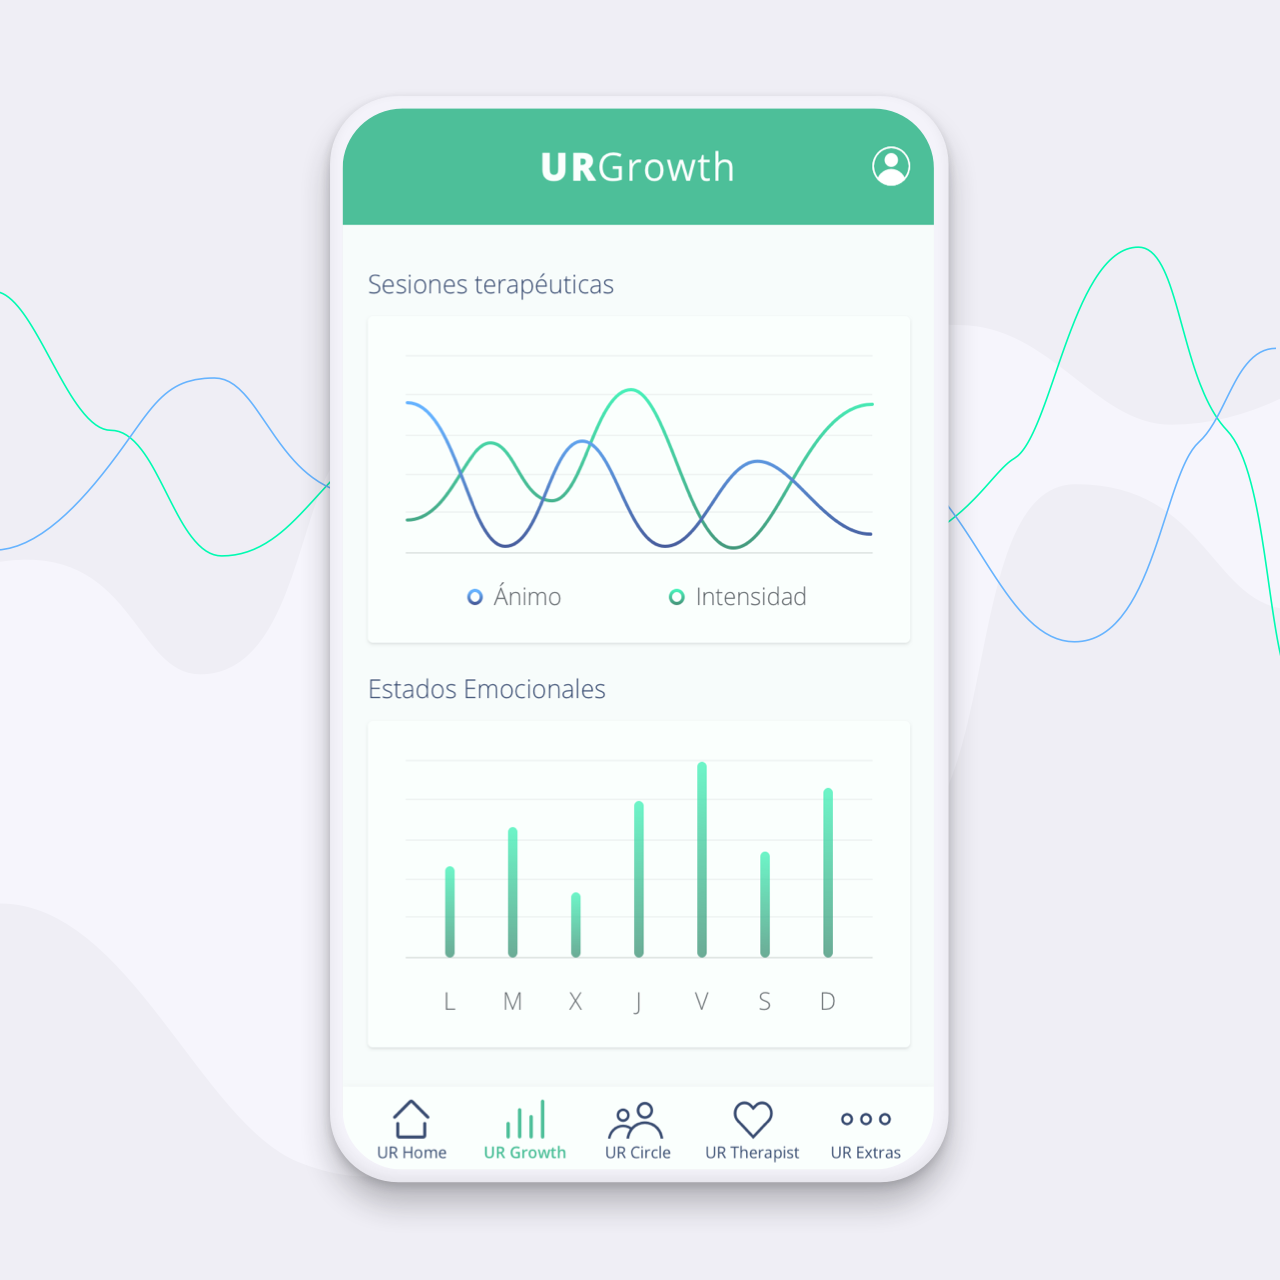 URGrowth
Sesiones terapéuticas
Ánimo Intensidad
Estados Emocionales
L M X J V S D
UR Home UR Growth UR Circle UR Therapist UR Extras